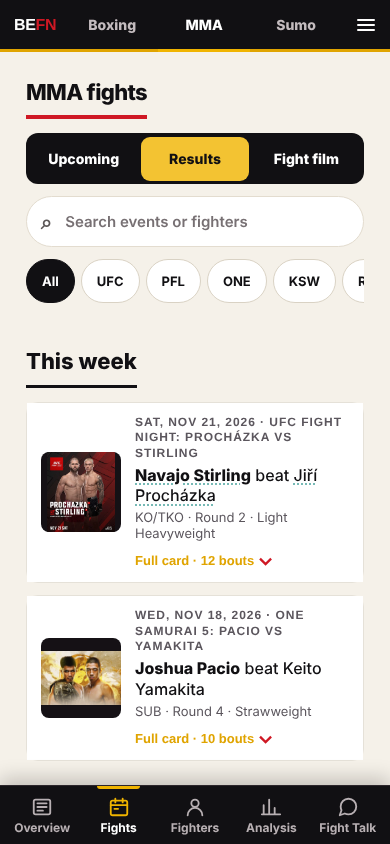 BEFN Boxing MMA Sumo
MMA fights
Upcoming Results Fight film
Search events or fighters
All UFC PFL ONE KSW
This week
SAT, NOV 21, 2026 · UFC FIGHT
NIGHT: PROCHÁZKA VS
STIRLING
Navajo Stirling beat Jiří
Procházka
KO/TKO · Round 2 · Light
Heavyweight
Full card · 12 bouts
PROCHÁZKA
STIRLING
WED, NOV 18, 2026 · ONE
SAMURAI 5: PACIO VS
YAMAKITA
Joshua Pacio beat Keito
Yamakita
SUB · Round 4 · Strawweight
Full card · 10 bouts
Overview Fights Fighters Analysis Fight Talk